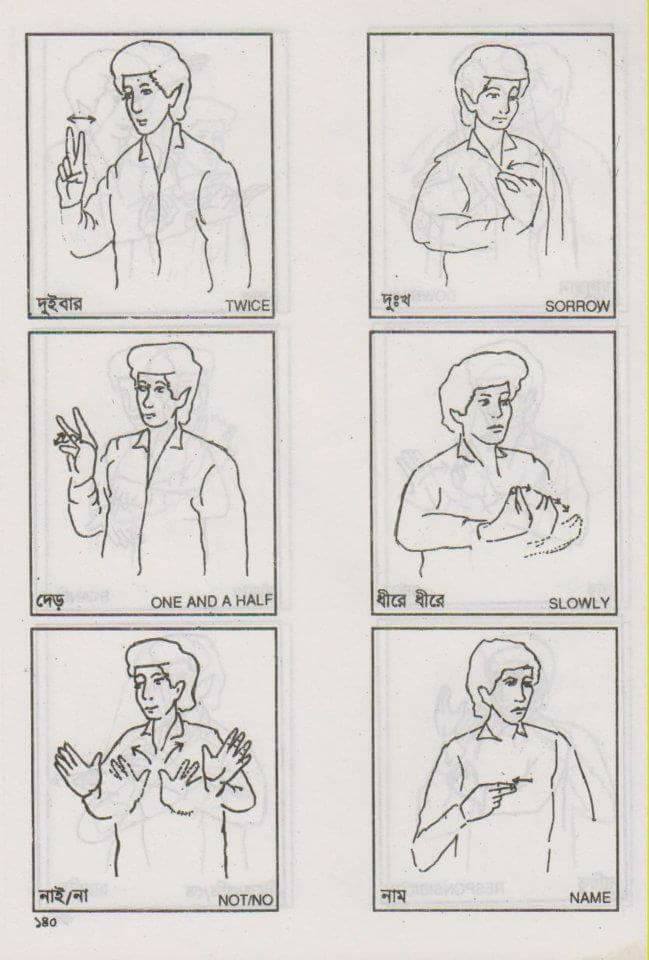 দুইবার TWICE
দুঃখ SORROW
দেড় ONE AND A HALF
ধীরে ধীরে SLOWLY
নাই/না NOT/NO
নাম NAME
১৪০